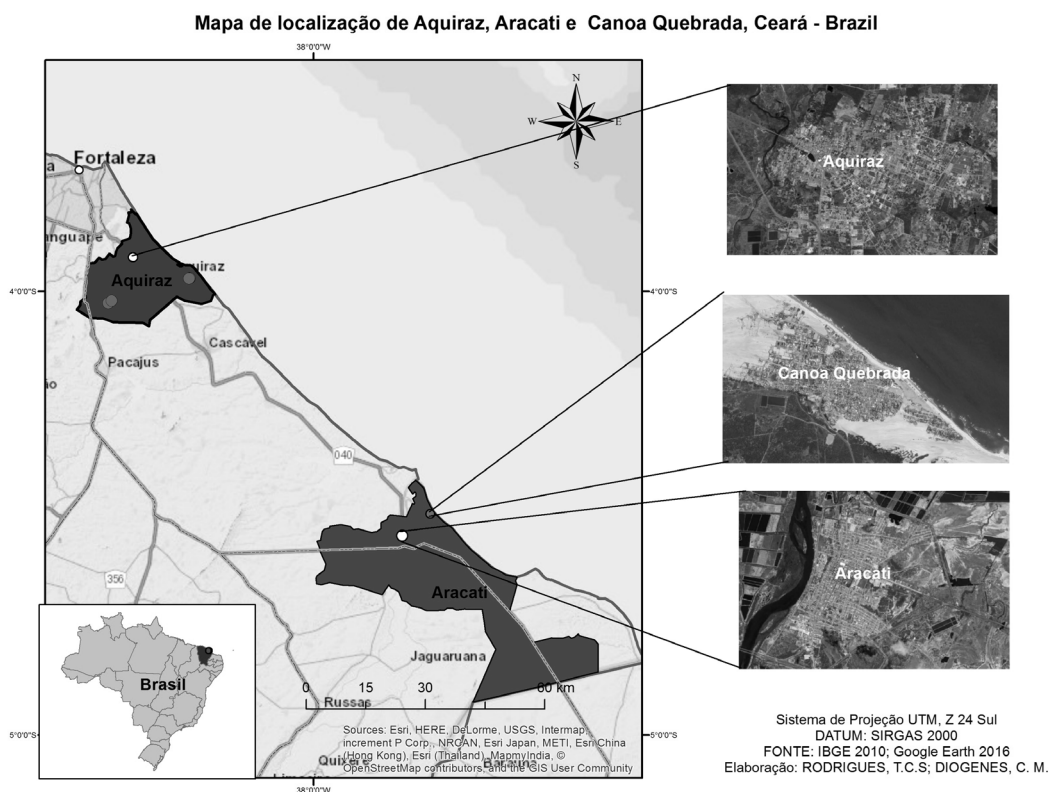 Mapa de localização de Aquiraz, Aracati e Canoa Quebrada, Ceará - Brazil
38°0'0"W
N
W
E
S
Fortaleza
a
anguape
Aquiraz
uiraz
4°0'0"S
4°0'0"S
Pacajus
Cascavel
ão
040
356
Aracati
Jaguaruana
Russas
0 15 30 60 km
Brasil
Sources: Esri, HERE, DeLorme, USGS, Intermap,
increment P Corp., NRCAN, Esri Japan, METI, Esri China
(Hong Kong), Esri (Thailand), MapmyIndia, ©
OpenStreetMap contributors, and the GIS User Community
5°0'0"S
5°0'0"S
38°0'0"W
Aquiraz
Canoa Quebrada
Aracati
Sistema de Projeção UTM, Z 24 Sul
DATUM: SIRGAS 2000
FONTE: IBGE 2010; Google Earth 2016
Elaboração: RODRIGUES, T.C.S; DIOGENES, C. M.